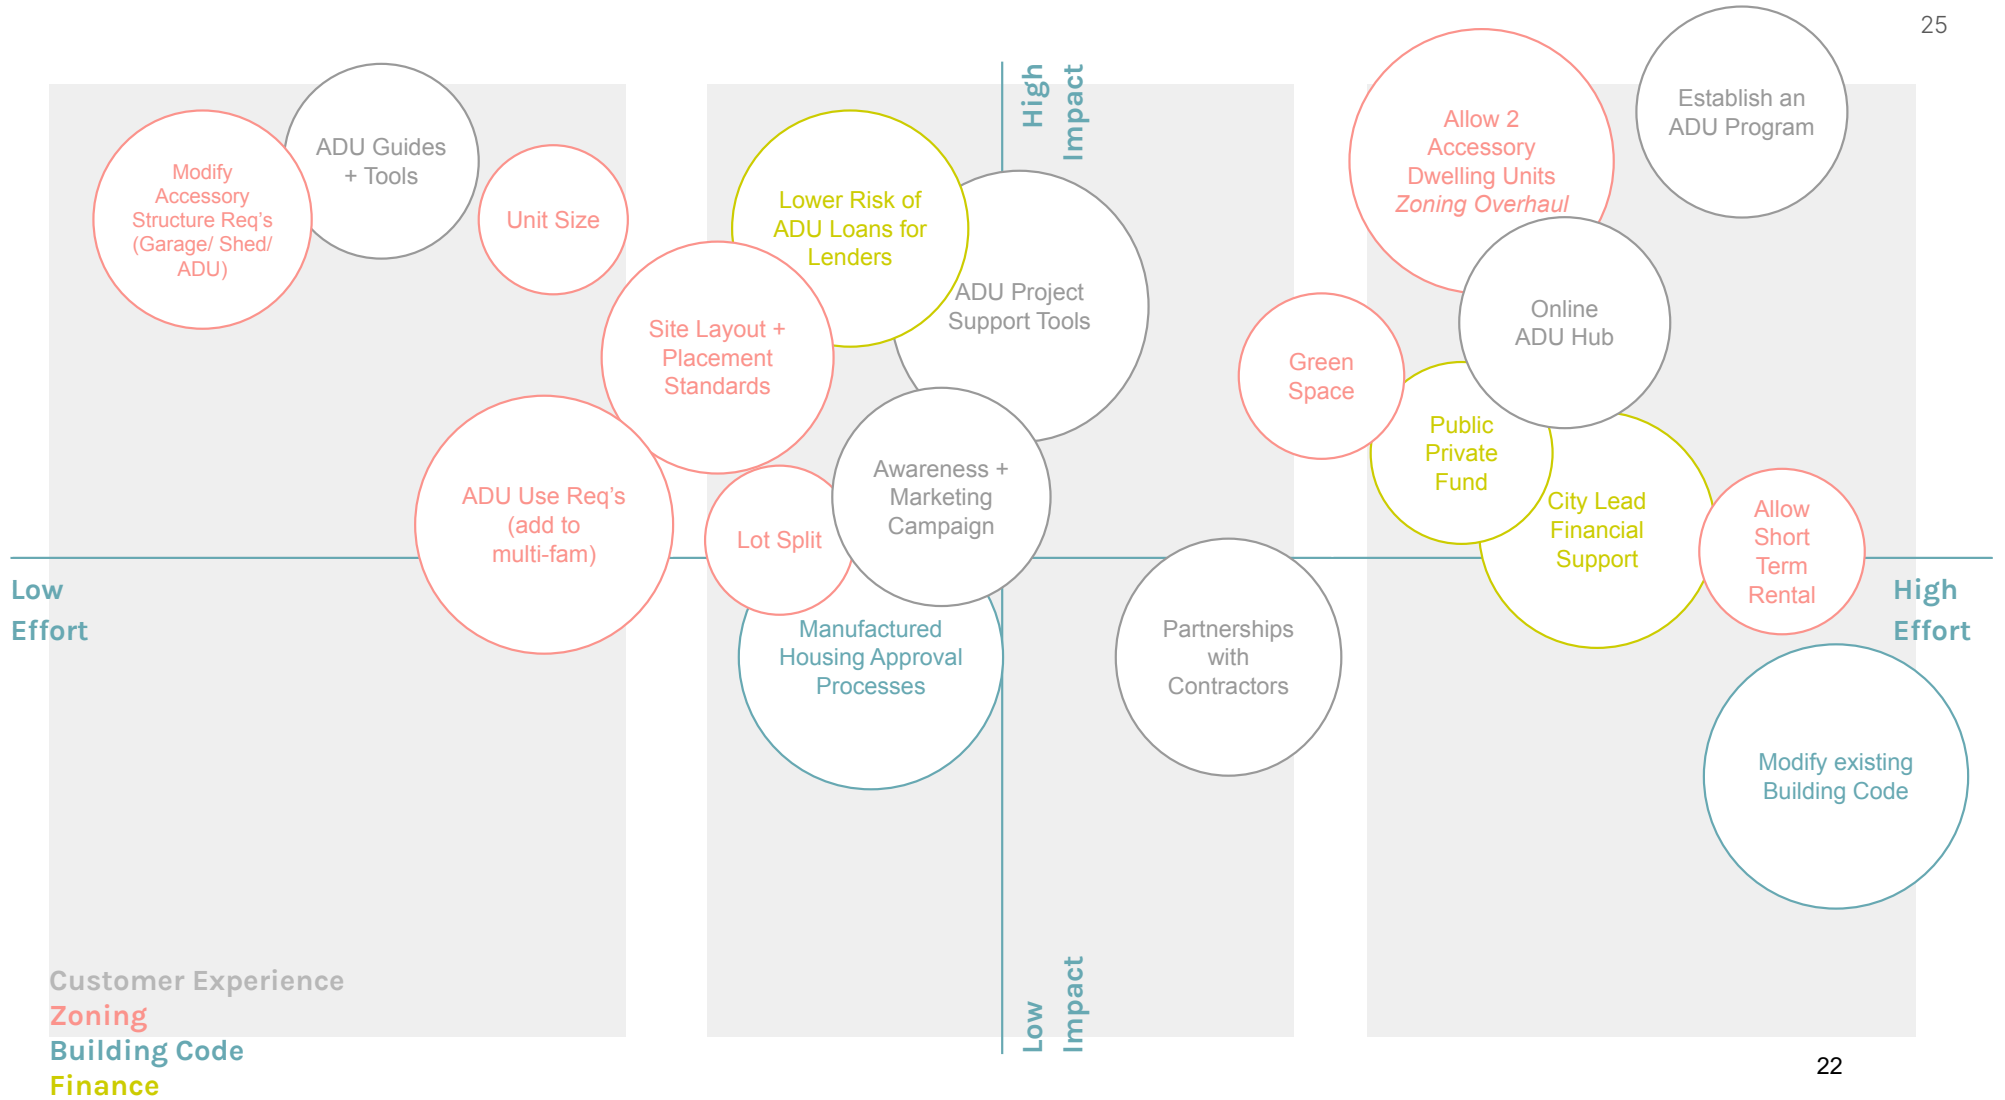 25
High
Impact
Modify
Accessory
Structure Req's
(Garage/ Shed/
ADU)
ADU Guides
+ Tools
Unit Size
Lower Risk of
ADU Loans for
Lenders
ADU Project
Support Tools
Site Layout +
Placement
Standards
ADU Use Req’s
(add to
multi-fam)
Lot Split
Awareness +
Marketing
Campaign
Manufactured
Housing Approval
Processes
Partnerships
with
Contractors
Allow 2
Accessory
Dwelling Units
Zoning Overhaul
Establish an
ADU Program
Online
ADU Hub
Green
Space
Public
Private
Fund
City Lead
Financial
Support
Allow
Short
Term
Rental
Modify existing
Building Code
Low
Effort
High
Effort
Low
Impact
Customer Experience
Zoning
Building Code
Finance
22